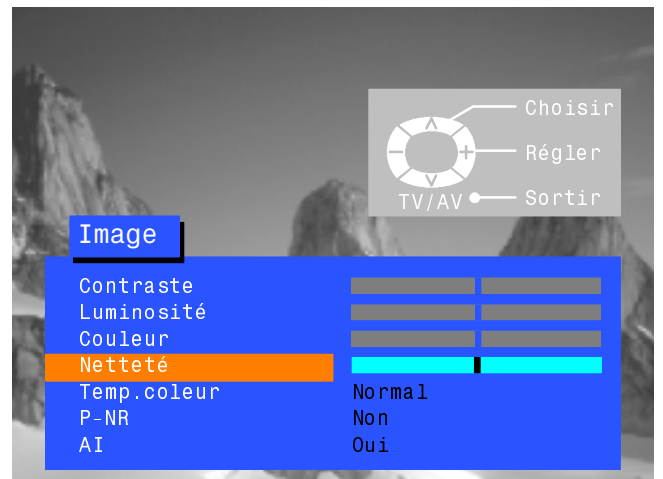 Choisir
Régler
TV/AV Sortir
Image
Contraste
Luminosité
Couleur
Netteté
Temp.coleur Normal
P-NR Non
AI Oui